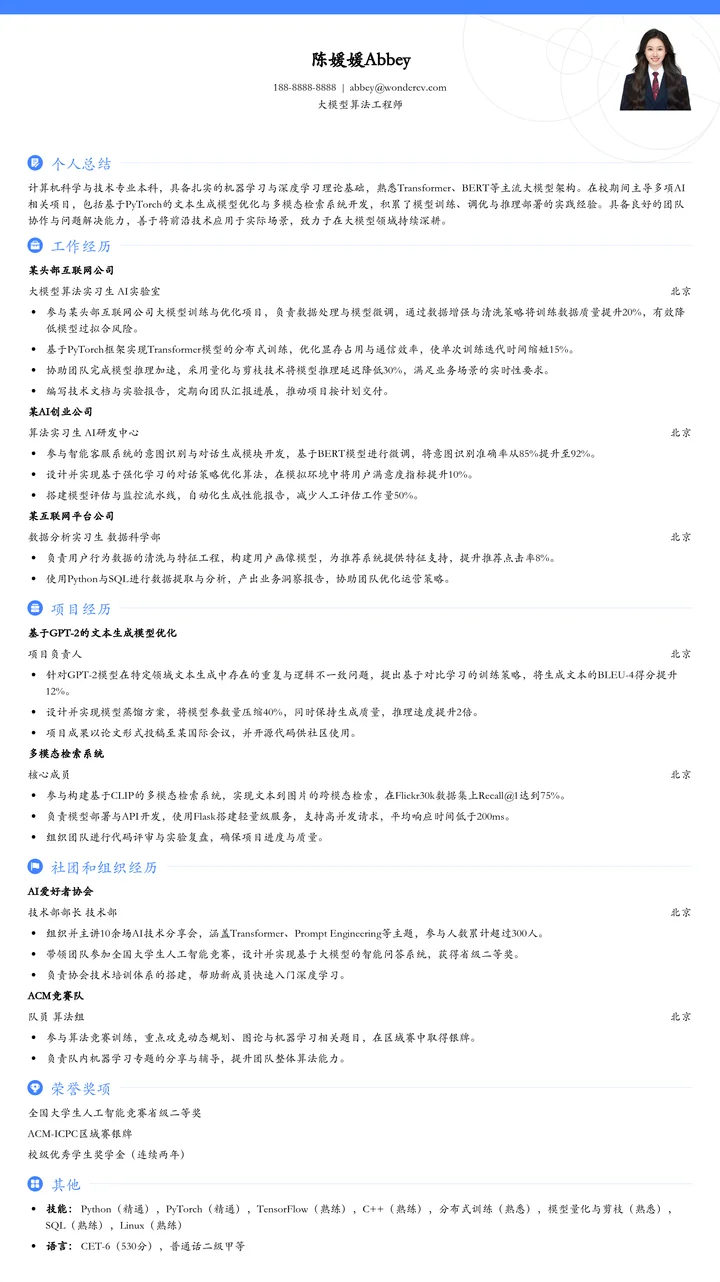 陈媛媛Abbey
188-8888-8888 | abbey@wondercv.com
大模型算法工程师
个人总结
计算机科学与技术专业本科，具备扎实的机器学习与深度学习理论基础，熟悉Transformer、BERT等主流大模型架构。在校期间主导多项AI
相关项目，包括基于PyTorch的文本生成模型优化与多模态检索系统开发，积累了模型训练、调优与推理部署的实践经验。具备良好的团队
协作与问题解决能力，善于将前沿技术应用于实际场景，致力于在大模型领域持续深耕。
工作经历
某头部互联网公司
大模型算法实习生 AI实验室 北京
• 参与某头部互联网公司大模型训练与优化项目，负责数据处理与模型微调，通过数据增强与清洗策略将训练数据质量提升20%，有效降
低模型过拟合风险。
• 基于PyTorch框架实现Transformer模型的分布式训练，优化显存占用与通信效率，使单次训练迭代时间缩短15%。
• 协助团队完成模型推理加速，采用量化与剪枝技术将模型推理延迟降低30%，满足业务场景的实时性要求。
• 编写技术文档与实验报告，定期向团队汇报进展，推动项目按计划交付。
某AI创业公司
算法实习生 AI研发中心 北京
• 参与智能客服系统的意图识别与对话生成模块开发，基于BERT模型进行微调，将意图识别准确率从85%提升至92%。
• 设计并实现基于强化学习的对话策略优化算法，在模拟环境中将用户满意度指标提升10%。
• 搭建模型评估与监控流水线，自动化生成性能报告，减少人工评估工作量50%。
某互联网平台公司
数据分析实习生 数据科学部 北京
• 负责用户行为数据的清洗与特征工程，构建用户画像模型，为推荐系统提供特征支持，提升推荐点击率8%。
• 使用Python与SQL进行数据提取与分析，产出业务洞察报告，协助团队优化运营策略。
项目经历
基于GPT-2的文本生成模型优化
项目负责人 北京
• 针对GPT-2模型在特定领域文本生成中存在的重复与逻辑不一致问题，提出基于对比学习的训练策略，将生成文本的BLEU-4得分提升
12%。
• 设计并实现模型蒸馏方案，将模型参数量压缩40%，同时保持生成质量，推理速度提升2倍。
• 项目成果以论文形式投稿至某国际会议，并开源代码供社区使用。
多模态检索系统
核心成员 北京
• 参与构建基于CLIP的多模态检索系统，实现文本到图片的跨模态检索，在Flickr30k数据集上Recall@1达到75%。
• 负责模型部署与API开发，使用Flask搭建轻量级服务，支持高并发请求，平均响应时间低于200ms。
• 组织团队进行代码评审与实验复盘，确保项目进度与质量。
社团和组织经历
AI爱好者协会
技术部部长 技术部 北京
• 组织并主讲10余场AI技术分享会，涵盖Transformer、Prompt Engineering等主题，参与人数累计超过300人。
• 带领团队参加全国大学生人工智能竞赛，设计并实现基于大模型的智能问答系统，获得省级二等奖。
• 负责协会技术培训体系的搭建，帮助新成员快速入门深度学习。
ACM竞赛队
队员 算法组 北京
• 参与算法竞赛训练，重点攻克动态规划、图论与机器学习相关题目，在区域赛中取得银牌。
• 负责队内机器学习专题的分享与辅导，提升团队整体算法能力。
荣誉奖项
全国大学生人工智能竞赛省级二等奖
ACM-ICPC区域赛银牌
校级优秀学生奖学金（连续两年）
其他
• 技能： Python（精通）, PyTorch（精通）, TensorFlow（熟练）, C++（熟练）, 分布式训练（熟悉）, 模型量化与剪枝（熟悉）,
SQL（熟练）, Linux（熟练）
• 语言： CET-6（530分）, 普通话二级甲等